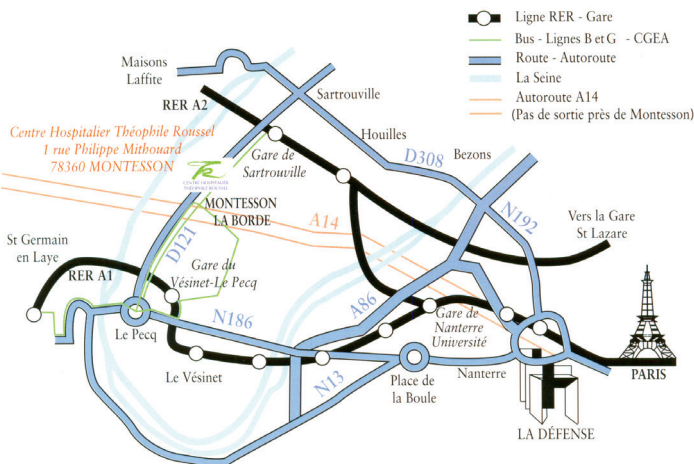 Ligne RER - Gare
Bus - Lignes B et G - CGEA
Route - Autoroute
La Seine
Autoroute A14
(Pas de sortie près de Montesson)
Maisons
Laffite
RER A2
Sartrouville
Centre Hospitalier Théophile Roussel
1 rue Philippe Mithouard
78360 MONTESSON
Houilles
Gare de
Sartrouville
D308
Bezons
CENTRE HOSPITALIER
THÉOPHILE ROUSSEL
MONTESSON
LA BORDE
A14
N192
Vers la Gare
St Lazare
St Germain
en Laye
D121
RER A1
Gare du
Vésinet-Le Pecq
A86
N186
Gare de
Nanterre
Université
Le Pecq
Le Vésinet
N13
Place de
la Boule
Nanterre
PARIS
LA DÉFENSE